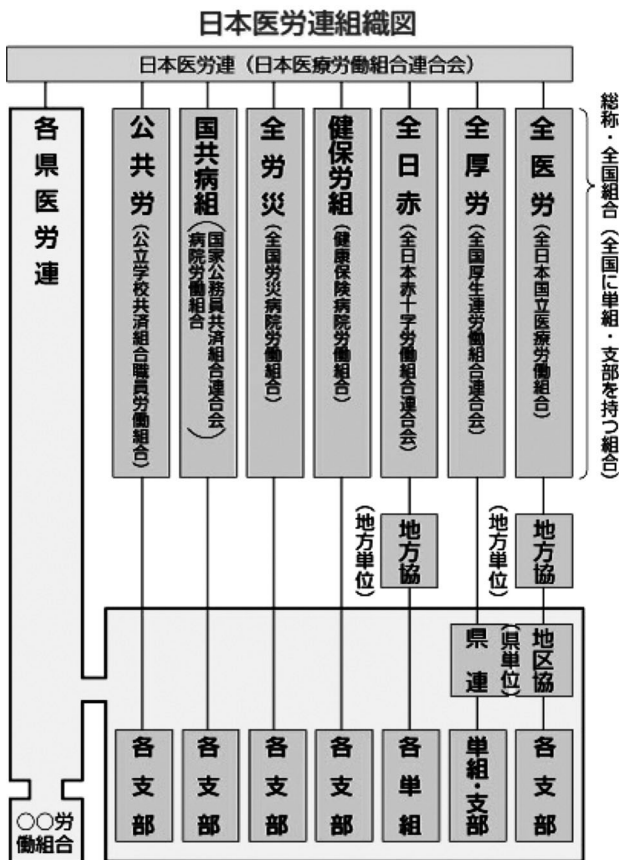 日本医労連組織図
日本医労連（日本医療労働組合連合会）
総称・全国組合（全国に単組・支部を持つ組合）
全医労（全日本国立医療労働組合）
全厚労（全国厚生連労働組合連合会）
全日赤（全日本赤十字労働組合連合会）
健保労組（健康保険病院労働組合）
全労災（全国労災病院労働組合）
国共病組（国家公務員共済組合連合会
病院労働組合）
公共労（公立学校共済組合職員労働組合）
各県医労連
地方協
（地方単位）
地方協
（地方単位）
地区協
（県単位）
県連
各支部
単組・支部
各単組
各支部
各支部
各支部
各支部
○○労
働組合